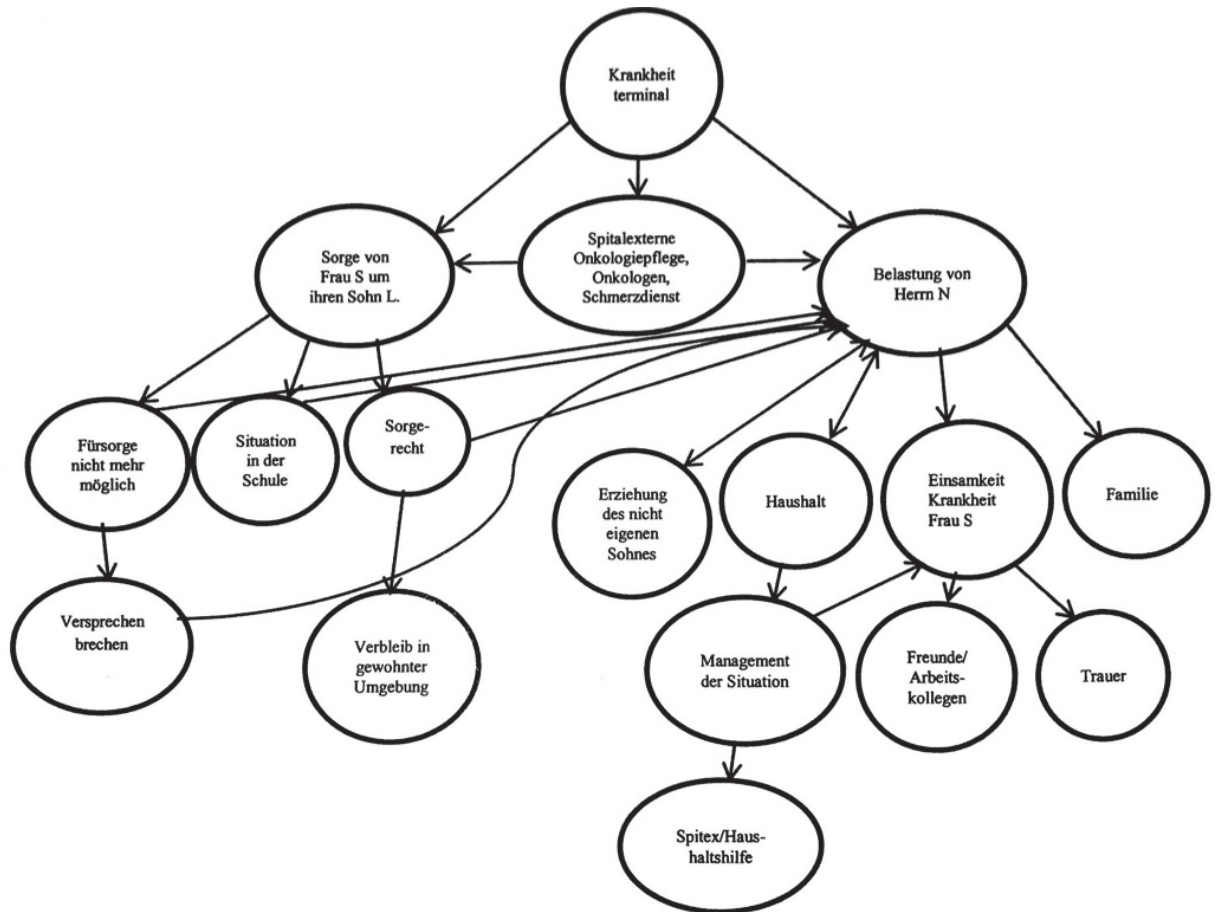 Krankheit
terminal
Sorge von
Frau S um
ihren Sohn L.
Spitalexterne
Onkologiepflege,
Onkologen,
Schmerzdienst
Belastung von
Herrn N
Fürsorge
nicht mehr
möglich
Situation
in der
Schule
Sorge-
recht
Erziehung
des nicht
eigenen
Sohnes
Haushalt
Einsamkeit
Krankheit
Frau S
Familie
Versprechen
brechen
Verbleib in
gewohnter
Umgebung
Management
der Situation
Freunde/
Arbeits-
kollegen
Trauer
Spitex/Haus-
haltshilfe